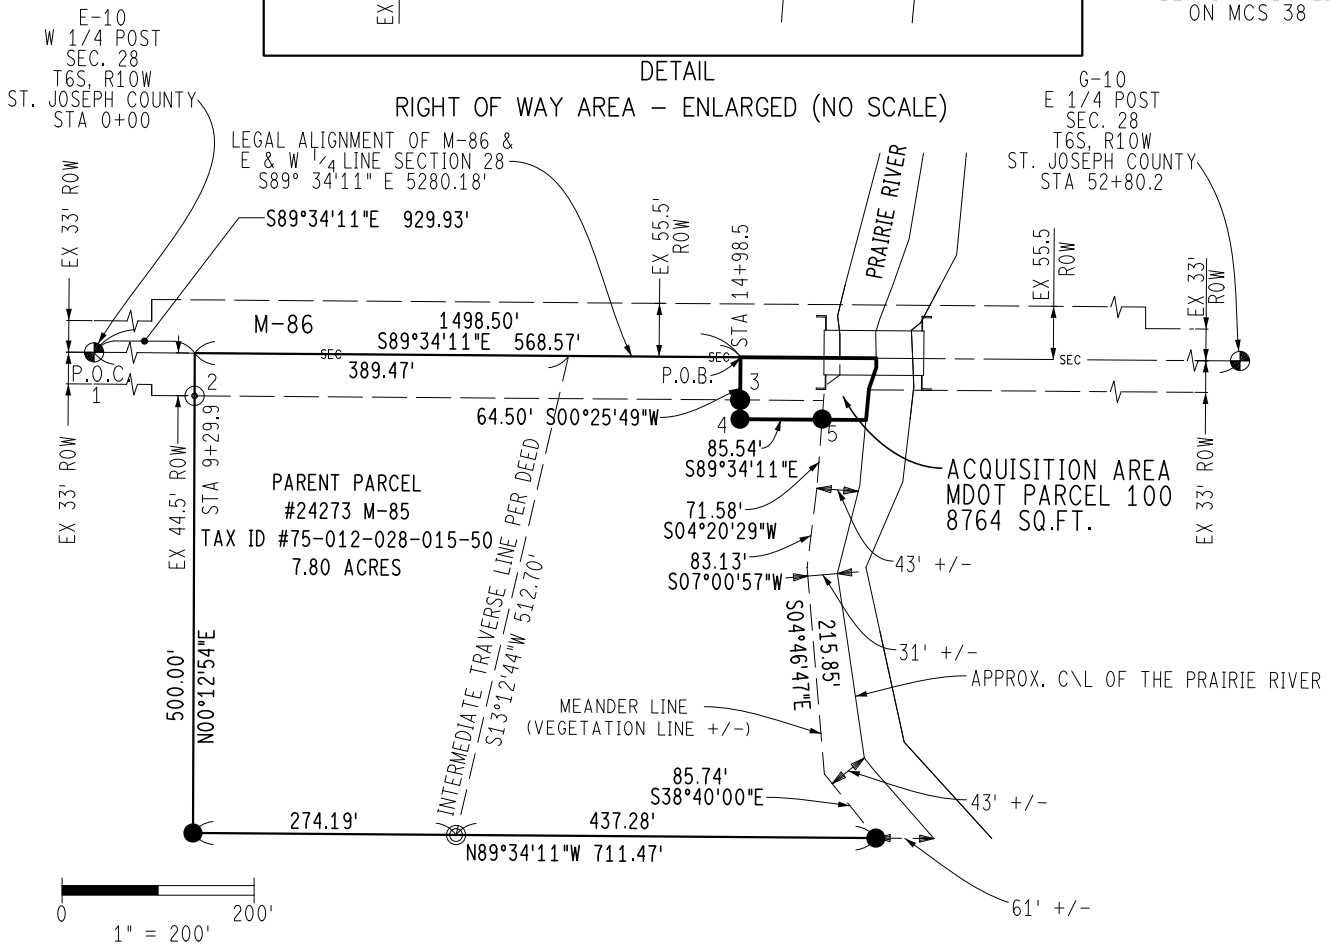 EX
ON MCS 38
E-10
W 1/4 POST
SEC. 28
T6S, R10W
ST. JOSEPH COUNTY
STA 0+00
DETAIL
RIGHT OF WAY AREA – ENLARGED (NO SCALE)
G-10
E 1/4 POST
SEC. 28
T6S, R10W
ST. JOSEPH COUNTY
STA 52+80.2
LEGAL ALIGNMENT OF M-86 &
E & W 1/4 LINE SECTION 28
S89° 34'11" E 5280.18'
S89°34'11"E 929.93'
EX 33' ROW
EX 55.5'
ROW
STA 14+98.5
PRAIRIE RIVER
EX 55.5
ROW
EX 33'
ROW
M-86
1498.50'
S89°34'11"E 568.57'
SEC
389.47'
SEC
SEC
P.O.C.
1
2
P.O.B.
3
64.50' S00°25'49"W
4
5
85.54'
S89°34'11"E
EX 33' ROW
EX 44.5' ROW
STA 9+29.9
PARENT PARCEL
#24273 M-85
TAX ID #75-012-028-015-50
7.80 ACRES
INTERMEDIATE TRAVERSE LINE PER DEED
S13°12'44"W 512.70'
ACQUISITION AREA
MDOT PARCEL 100
8764 SQ.FT.
EX 33' ROW
71.58'
S04°20'29"W
83.13'
S07°00'57"W
43' +/-
215.85'
S04°46'47"E
31' +/-
APPROX. C\L OF THE PRAIRIE RIVER
500.00'
N00°12'54"E
MEANDER LINE
(VEGETATION LINE +/-)
85.74'
S38°40'00"E
43' +/-
274.19'
437.28'
N89°34'11"W 711.47'
61' +/-
0
200'
1" = 200'